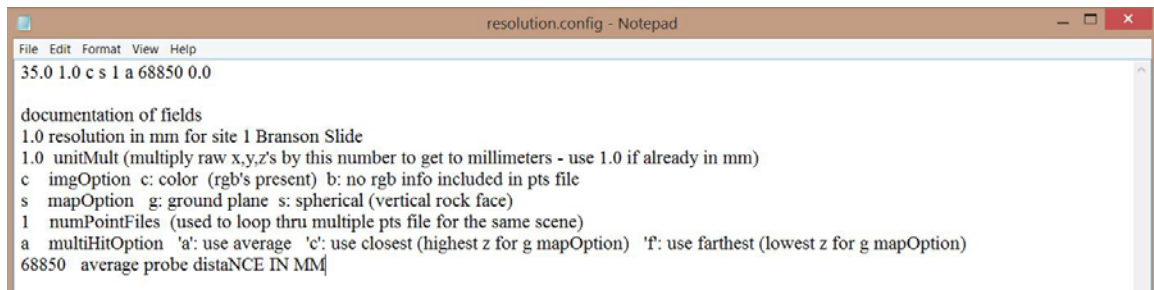 resolution.config - Notepad
File Edit Format View Help
35.0 1.0 c s 1 a 68850 0.0
documentation of fields
1.0 resolution in mm for site 1 Branson Slide
1.0 unitMult (multiply raw x,y,z's by this number to get to millimeters - use 1.0 if already in mm)
c imgOption c: color (rgb's present) b: no rgb info included in pts file
s mapOption g: ground plane s: spherical (vertical rock face)
1 numPointFiles (used to loop thru multiple pts file for the same scene)
a multiHitOption 'a': use average 'c': use closest (highest z for g mapOption) 'f': use farthest (lowest z for g mapOption)
68850 average probe distaNCE IN MM